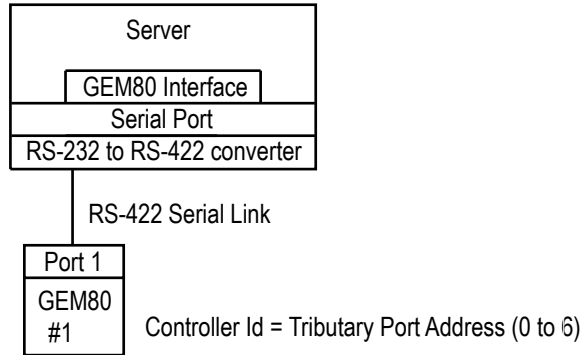 Server
GEM80 Interface
Serial Port
RS-232 to RS-422 converter
RS-422 Serial Link
Port 1
GEM80
#1
Controller Id = Tributary Port Address (0 to 6)